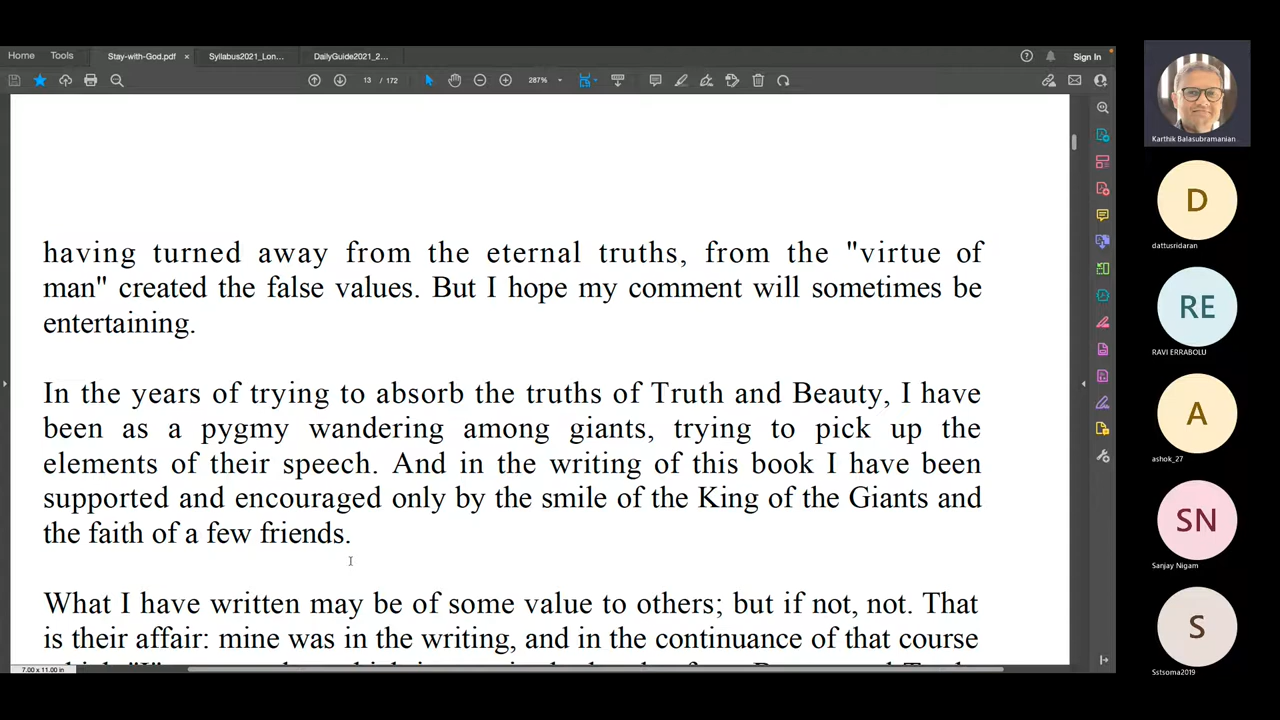 Home Tools Stay-with-God.pdf × Syllabus2021_Lon... DailyGuide2021_2... Sign In
13 / 172 287%
having turned away from the eternal truths, from the "virtue of
man" created the false values. But I hope my comment will sometimes be
entertaining.
In the years of trying to absorb the truths of Truth and Beauty, I have
been as a pygmy wandering among giants, trying to pick up the
elements of their speech. And in the writing of this book I have been
supported and encouraged only by the smile of the King of the Giants and
the faith of a few friends.
What I have written may be of some value to others; but if not, not. That
is their affair: mine was in the writing, and in the continuance of that course
7.00 x 11.00 in
Karthik Balasubramanian
D
dattusridaran
RE
RAVI ERRABOLU
A
ashok_27
SN
Sanjay Nigam
S
Sstsoma2019